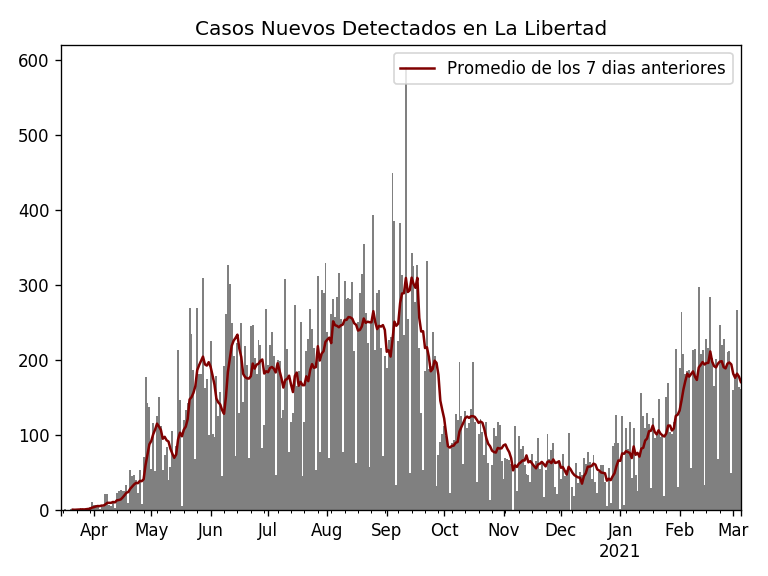 Casos Nuevos Detectados en La Libertad
Promedio de los 7 dias anteriores
600
500
400
300
200
100
0
Apr May Jun Jul Aug Sep Oct Nov Dec Jan Feb Mar
2021